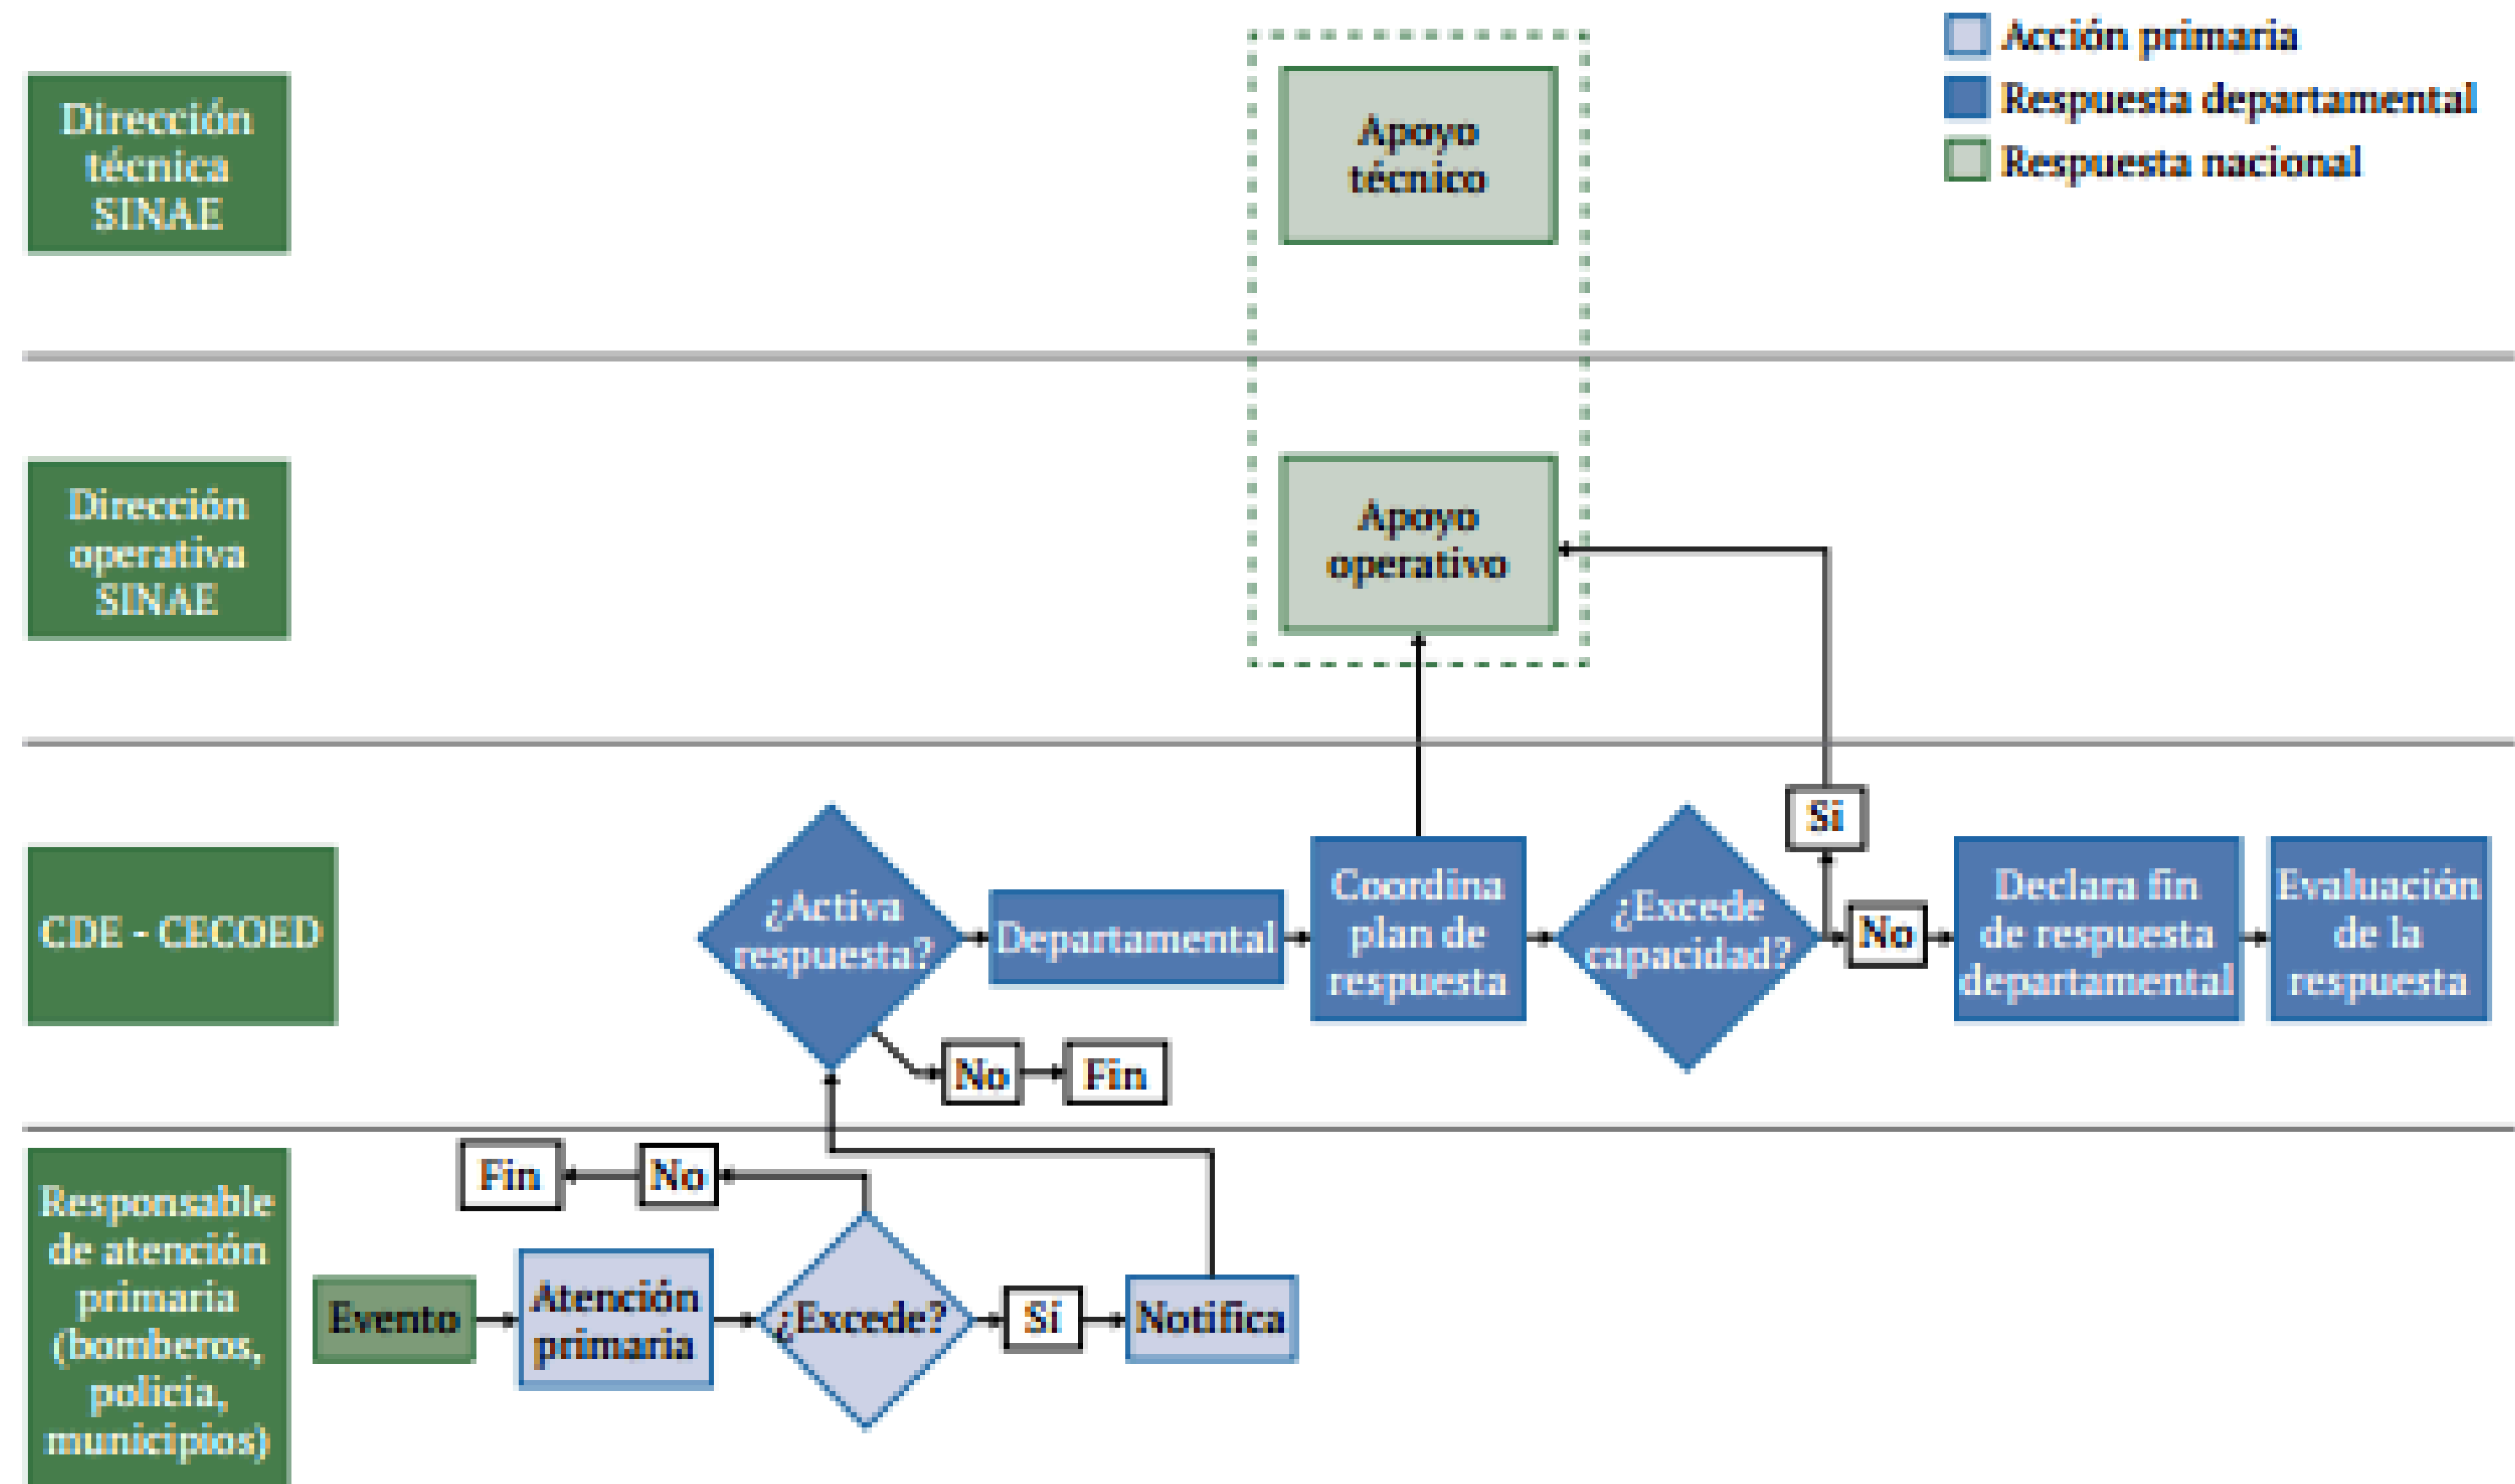 Acción primaria
Respuesta departamental
Respuesta nacional
Dirección
técnica
SINAE
Apoyo
técnico
Dirección
operativa
SINAE
Apoyo
operativo
CDE - CECOED
¿Activa
respuesta?
Departamental
Coordina
plan de
respuesta
¿Excede
capacidad?
Si
No
Declara fin
de respuesta
departamental
Evaluación
de la
respuesta
No
Fin
Responsable
de atención
primaria
(bomberos,
policía,
municipios)
Fin
No
Evento
Atención
primaria
¿Excede?
Si
Notifica